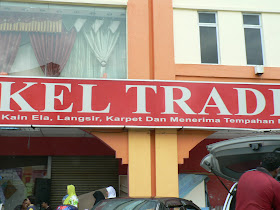 KEL TRADI
Kain Ela, Langsir, Karpet Dan Menerima Tempahan